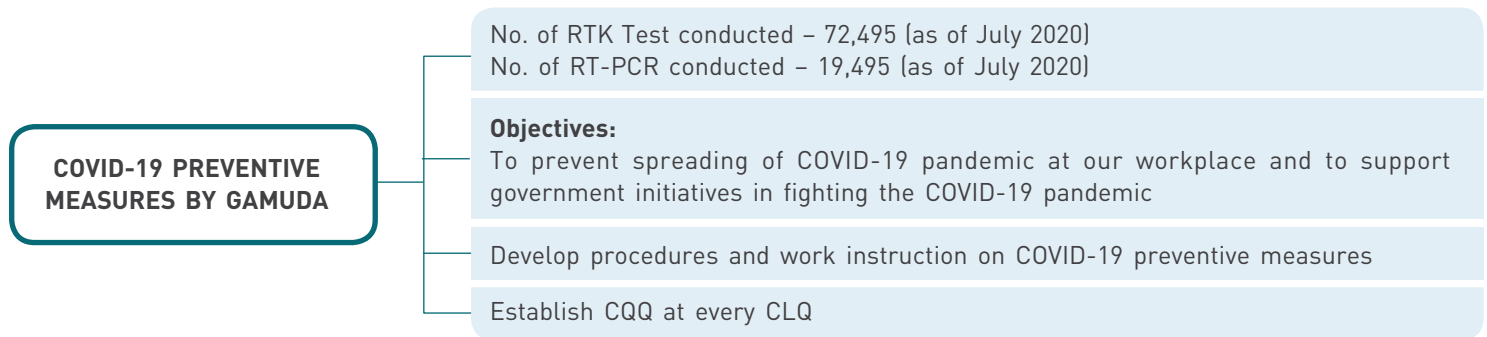 COVID-19 PREVENTIVE
MEASURES BY GAMUDA
No. of RTK Test conducted – 72,495 (as of July 2020)
No. of RT-PCR conducted – 19,495 (as of July 2020)
Objectives:
To prevent spreading of COVID-19 pandemic at our workplace and to support
government initiatives in fighting the COVID-19 pandemic
Develop procedures and work instruction on COVID-19 preventive measures
Establish CQQ at every CLQ